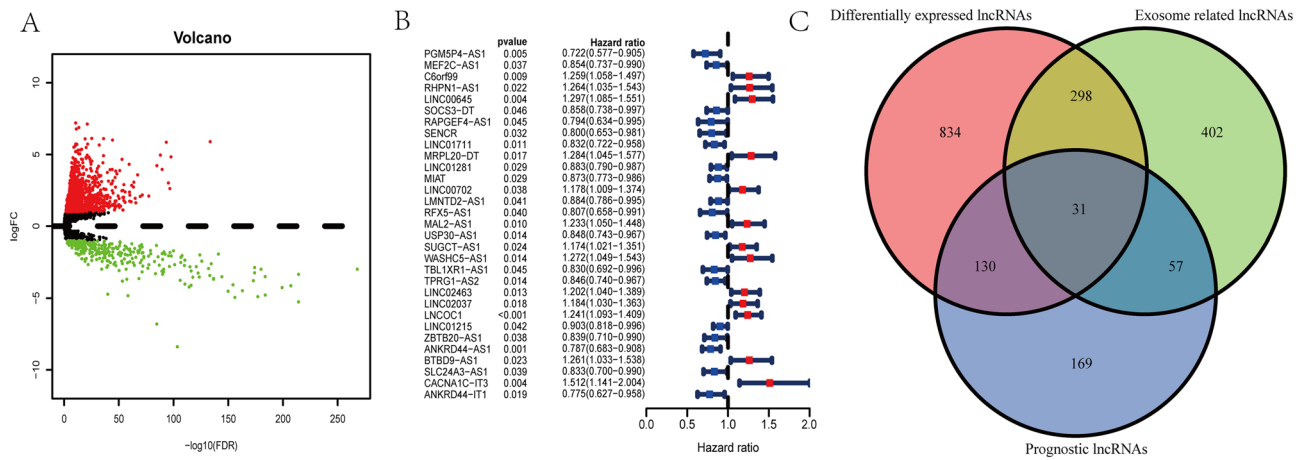 A
Volcano
logFC
10
5
0
−5
−10
0
50
100
150
200
250
−log10(FDR)
B
pvalue Hazard ratio
PGM5P4−AS1 0.005 0.722(0.577−0.905)
MEF2C−AS1 0.037 0.854(0.737−0.990)
C6orf99 0.009 1.259(1.058−1.497)
RHPN1−AS1 0.022 1.264(1.035−1.543)
LINC00645 0.004 1.297(1.085−1.551)
SOCS3−DT 0.046 0.858(0.738−0.997)
RAPGEF4−AS1 0.045 0.794(0.634−0.995)
SENCR 0.032 0.800(0.653−0.981)
LINC01711 0.011 0.832(0.722−0.958)
MRPL20−DT 0.017 1.284(1.045−1.577)
LINC01281 0.029 0.883(0.790−0.987)
MIAT 0.029 0.873(0.773−0.986)
LINC00702 0.038 1.178(1.009−1.374)
LMNTD2−AS1 0.041 0.884(0.786−0.995)
RFX5−AS1 0.040 0.807(0.658−0.991)
MAL2−AS1 0.010 1.233(1.050−1.448)
USP30−AS1 0.014 0.848(0.743−0.967)
SUGCT−AS1 0.024 1.174(1.021−1.351)
WASHC5−AS1 0.014 1.272(1.049−1.543)
TBL1XR1−AS1 0.045 0.830(0.692−0.996)
TPRG1−AS2 0.014 0.846(0.740−0.967)
LINC02463 0.013 1.202(1.040−1.389)
LINC02037 0.018 1.184(1.030−1.363)
LNCOC1 <0.001 1.241(1.093−1.409)
LINC01215 0.042 0.903(0.818−0.996)
ZBTB20−AS1 0.038 0.839(0.710−0.990)
ANKRD44−AS1 0.001 0.787(0.683−0.908)
BTBD9−AS1 0.023 1.261(1.033−1.538)
SLC24A3−AS1 0.039 0.833(0.700−0.990)
CACNA1C−IT3 0.004 1.512(1.141−2.004)
ANKRD44−IT1 0.019 0.775(0.627−0.958)
0.0 0.5 1.0 1.5 2.0
Hazard ratio
C
Differentially expressed lncRNAs
Exosome related lncRNAs
834
298
402
31
130
57
169
Prognostic lncRNAs